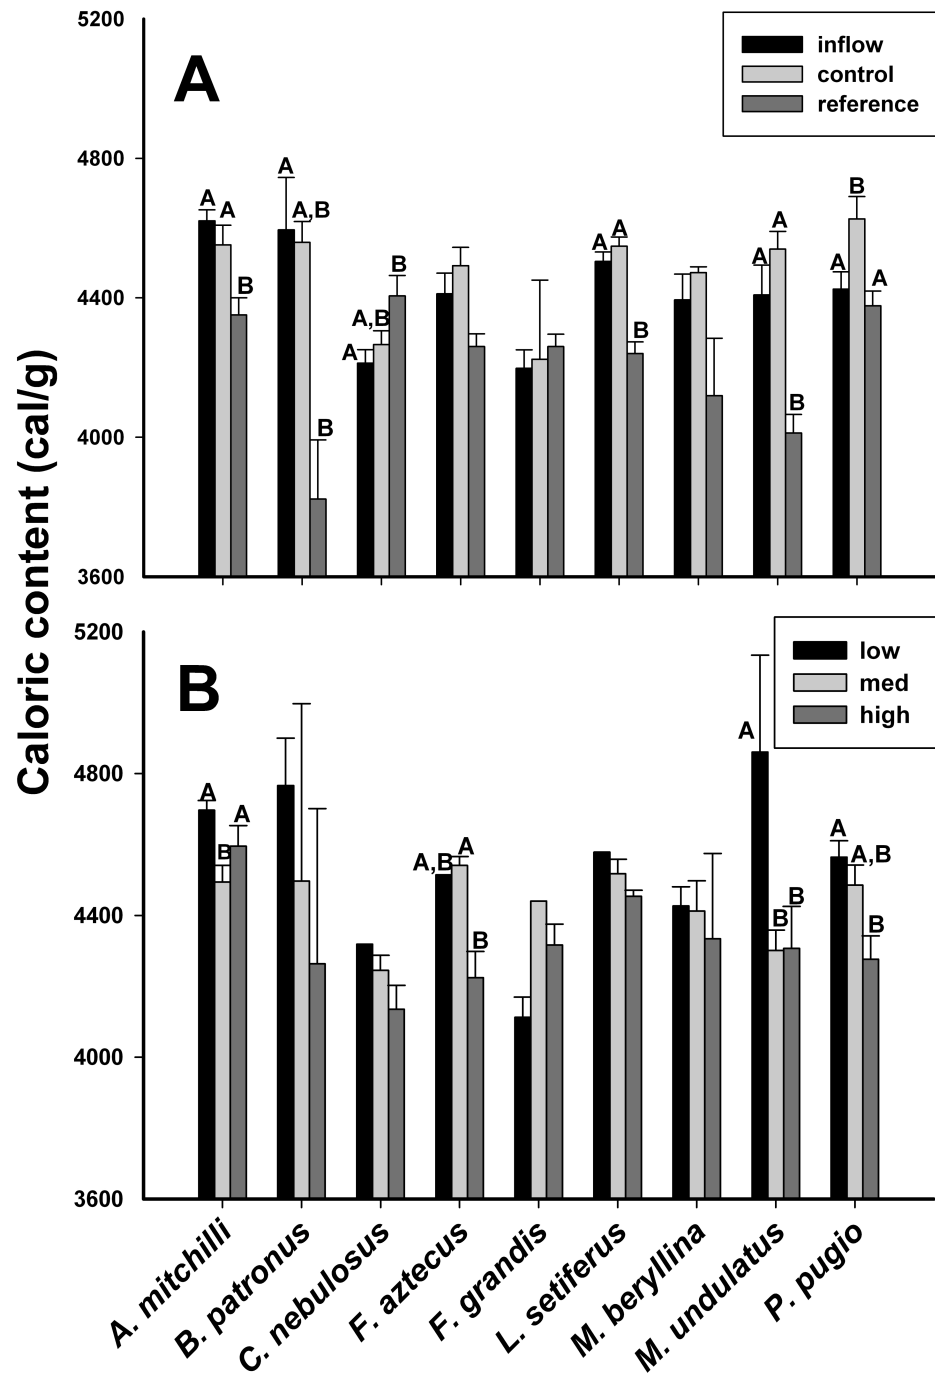 Caloric content (cal/g)
A
inflow
control
reference
5200
4800
4400
4000
3600
A
A
B
A
A,B
B
A
A,B
B
A
A
B
A
A
B
A
B
A
B
low
med
high
5200
4800
4400
4000
3600
A
B
A
A,B
A
B
A
B
B
A
A,B
B
A. mitchilli
B. patronus
C. nebulosus
F. aztecus
F. grandis
L. setiferus
M. beryllina
M. undulatus
P. pugio